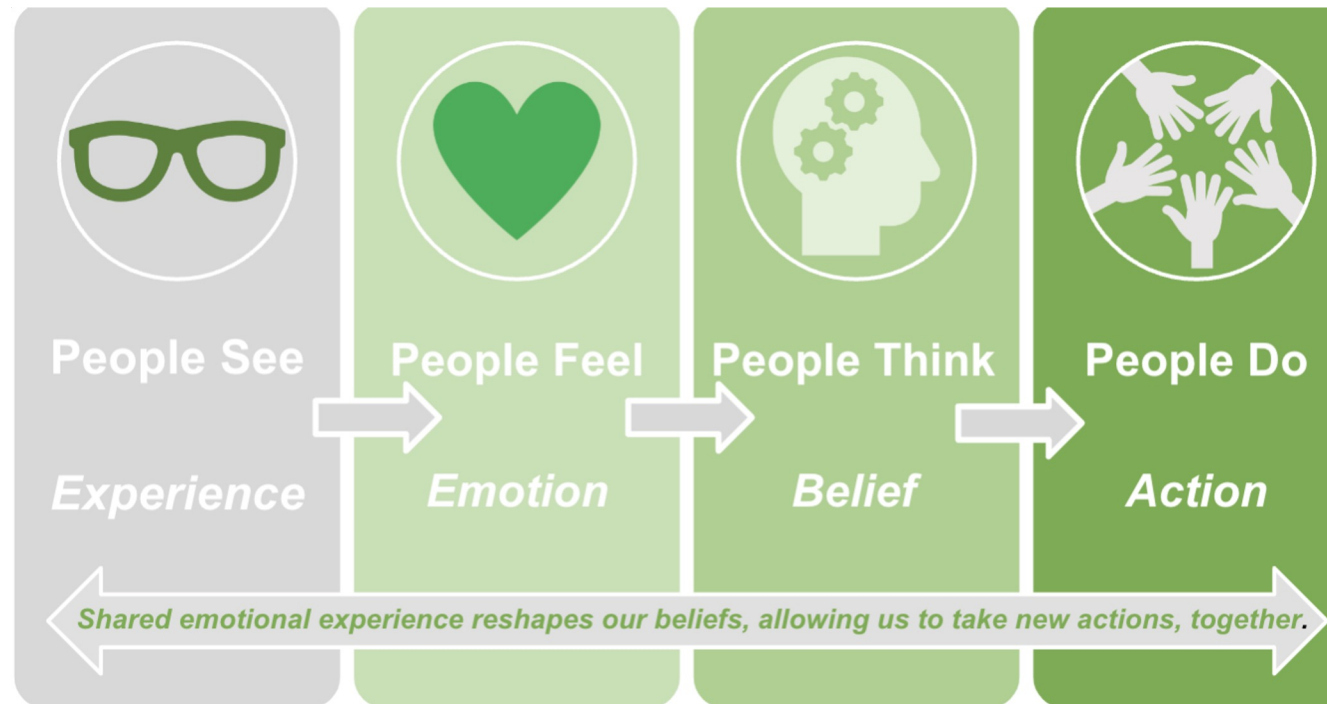 People See
Experience
People Feel
Emotion
People Think
Belief
People Do
Action
Shared emotional experience reshapes our beliefs, allowing us to take new actions, together.